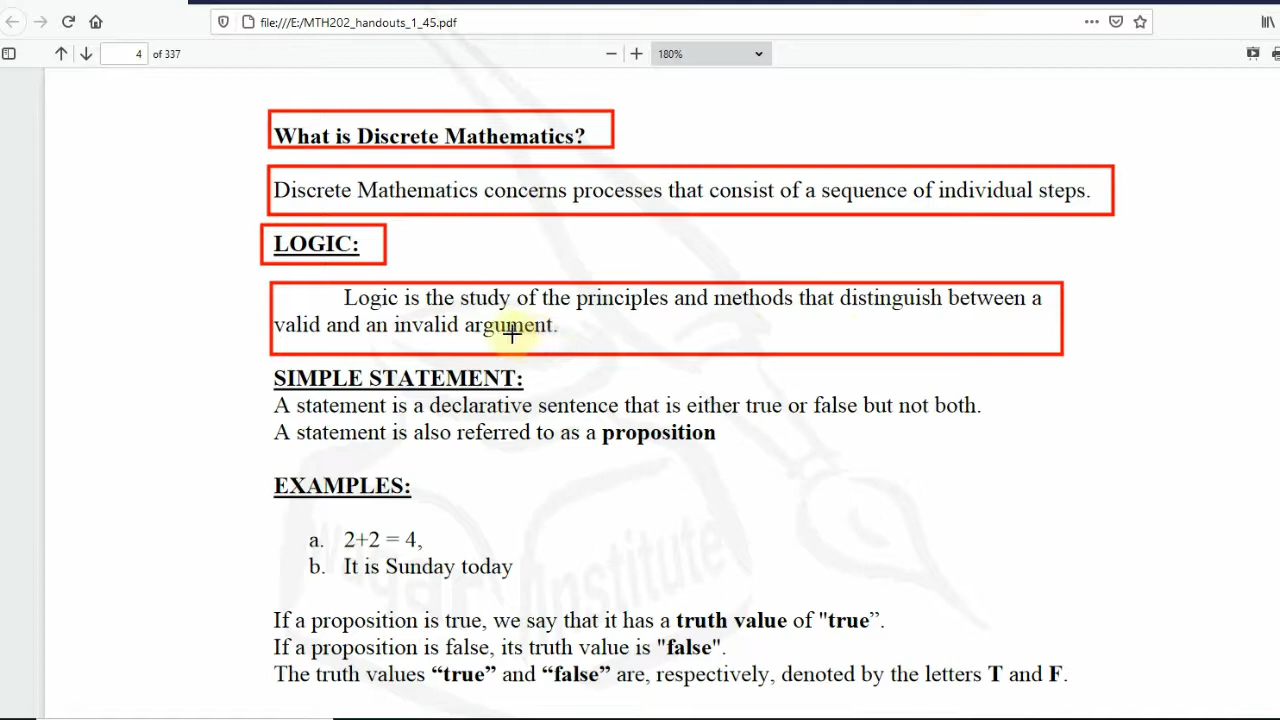 file:///E:/MTH202_handouts_1_45.pdf
4 of 337
180%
What is Discrete Mathematics?
Discrete Mathematics concerns processes that consist of a sequence of individual steps.
LOGIC:
Logic is the study of the principles and methods that distinguish between a
valid and an invalid argument.
SIMPLE STATEMENT:
A statement is a declarative sentence that is either true or false but not both.
A statement is also referred to as a proposition
EXAMPLES:
a. 2+2 = 4,
b. It is Sunday today
If a proposition is true, we say that it has a truth value of "true”.
If a proposition is false, its truth value is "false".
The truth values “true” and “false” are, respectively, denoted by the letters T and F.
Waqar Institute